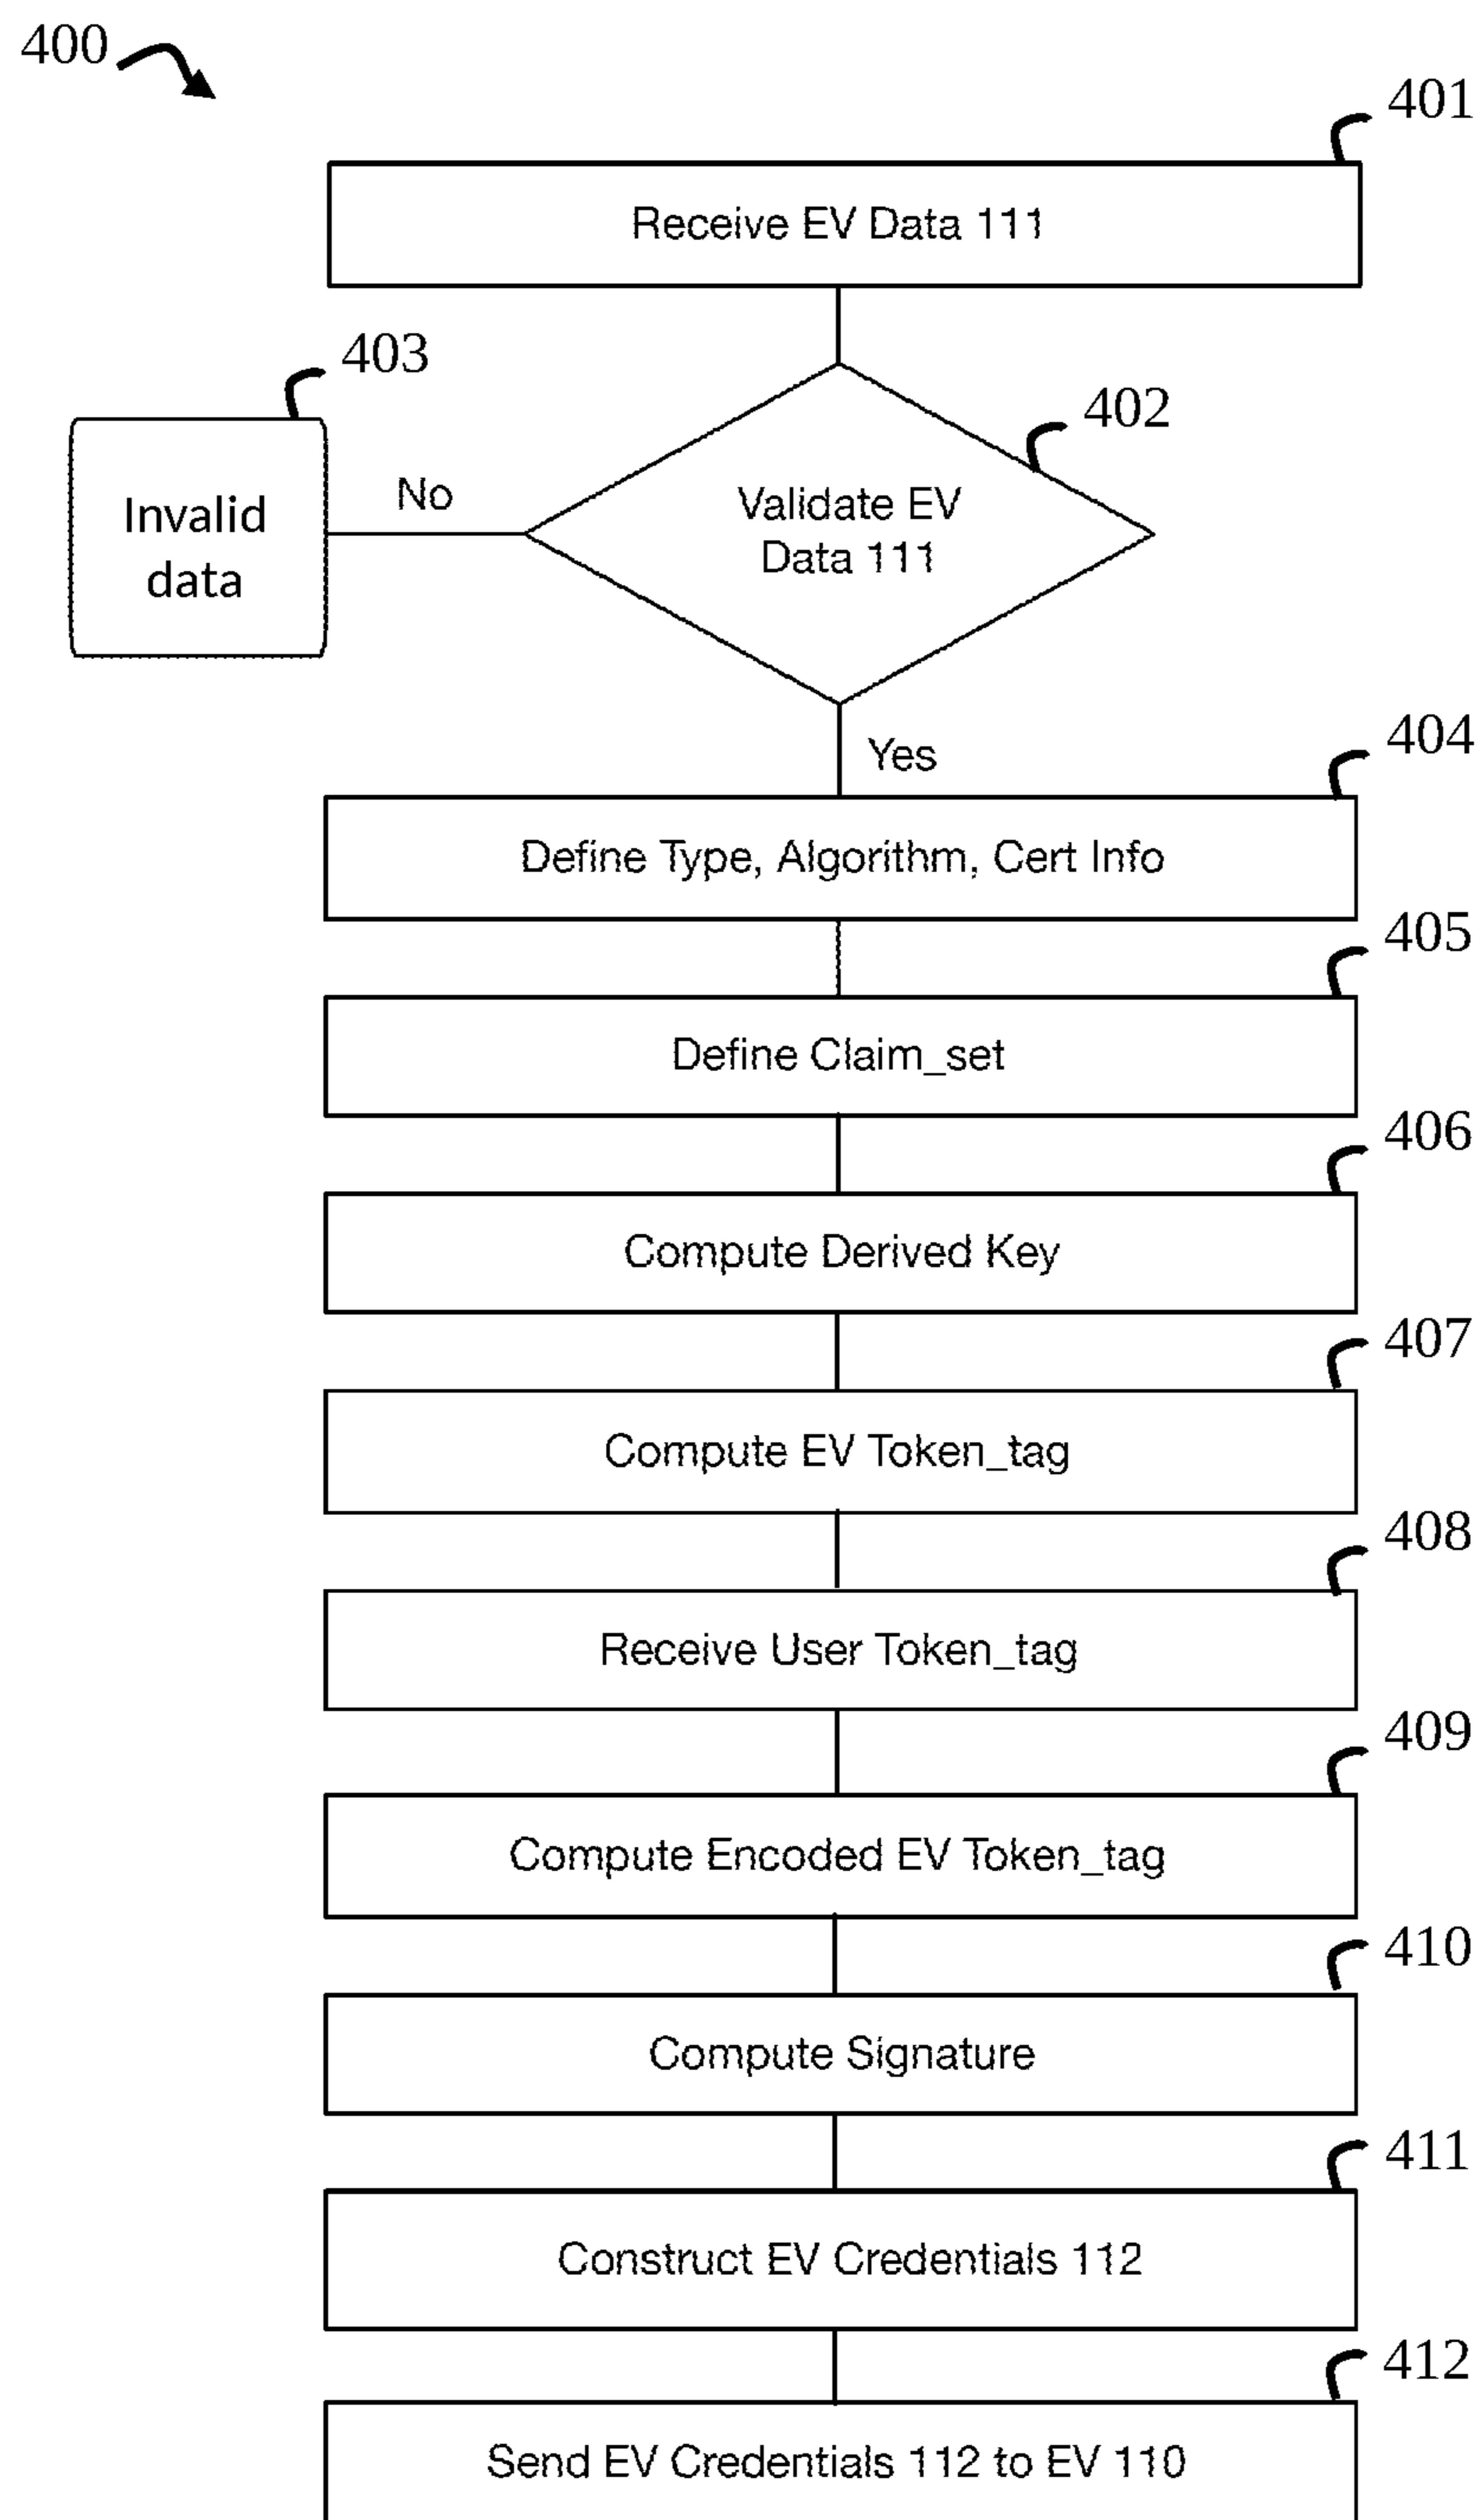 400
401
Receive EV Data 111
403
402
Invalid
data
No
Validate EV
Data 111
Yes
404
Define Type, Algorithm, Cert Info
405
Define Claim_set
406
Compute Derived Key
407
Compute EV Token_tag
408
Receive User Token_tag
409
Compute Encoded EV Token_tag
410
Compute Signature
411
Construct EV Credentials 112
412
Send EV Credentials 112 to EV 110